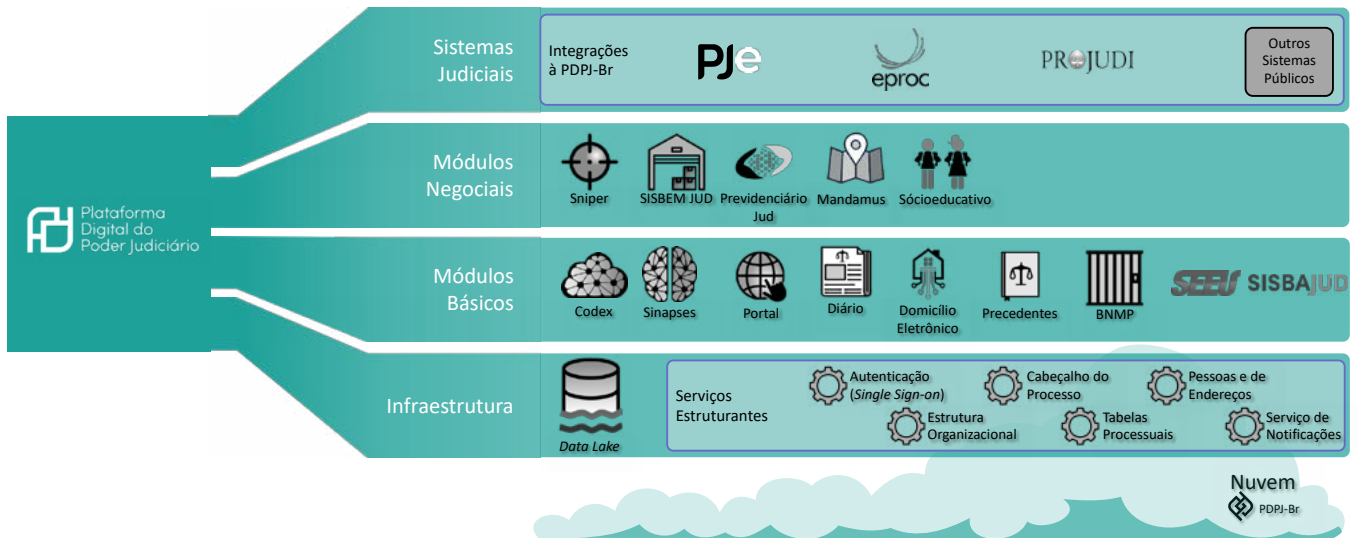 Plataforma
Digital do
Poder Judiciário
Sistemas
Judiciais
Integrações
à PDPJ-Br
PJe
eproc
PROJUDI
Outros
Sistemas
Públicos
Módulos
Negociais
Sniper
SISBEM JUD
Previdenciário
Jud
Mandamus
Sócioeducativo
Módulos
Básicos
Codex
Sinapses
Portal
Diário
Domicílio
Eletrônico
Precedentes
BNMP
SEEU
SISBAJUD
Infraestrutura
Data Lake
Serviços
Estruturantes
Autenticação
(Single Sign-on)
Cabeçalho do
Processo
Pessoas e de
Endereços
Estrutura
Organizacional
Tabelas
Processuais
Serviço de
Notificações
Nuvem
PDPJ-Br